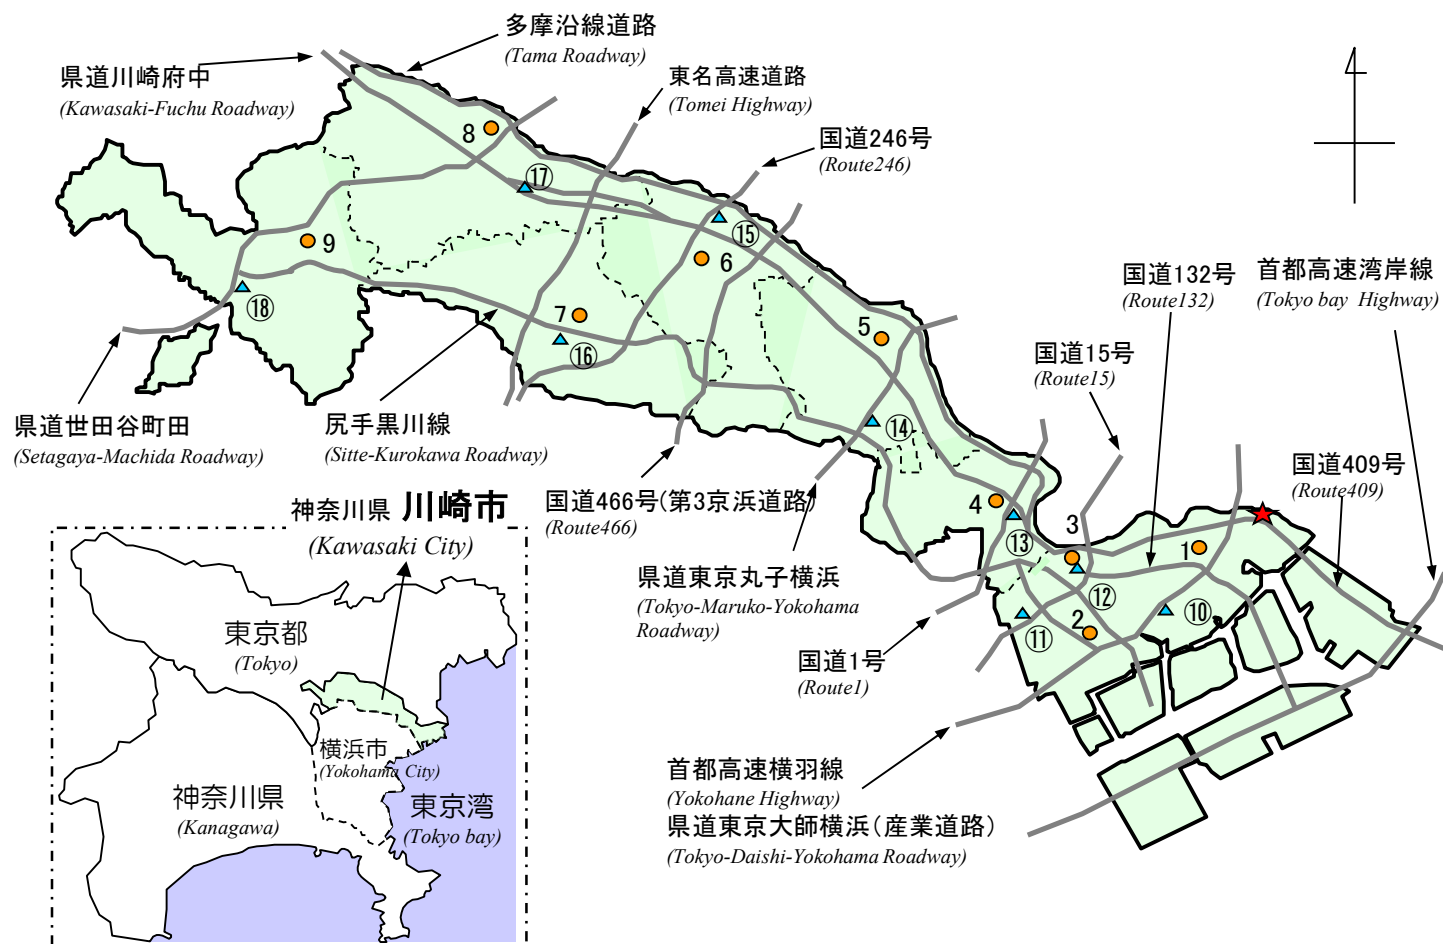 多摩沿線道路
(Tama Roadway)
県道川崎府中
(Kawasaki-Fuchu Roadway)
東名高速道路
(Tomei Highway)
国道246号
(Route246)
8
⑰
⑮
9
6
国道132号
(Route132)
首都高速湾岸線
(Tokyo bay Highway)
⑱
7
5
⑯
国道15号
(Route15)
県道世田谷町田
(Setagaya-Machida Roadway)
尻手黒川線
(Sitte-Kurokawa Roadway)
⑭
国道409号
(Route409)
国道466号(第3京浜道路)
(Route466)
4
⑬
3
1
県道東京丸子横浜
(Tokyo-Maruko-Yokohama
Roadway)
⑫
⑩
2
⑪
国道1号
(Route1)
首都高速横羽線
(Yokohane Highway)
県道東京大師横浜(産業道路)
(Tokyo-Daishi-Yokohama Roadway)
神奈川県 川崎市
(Kawasaki City)
東京都
(Tokyo)
横浜市
(Yokohama City)
神奈川県
(Kanagawa)
東京湾
(Tokyo bay)